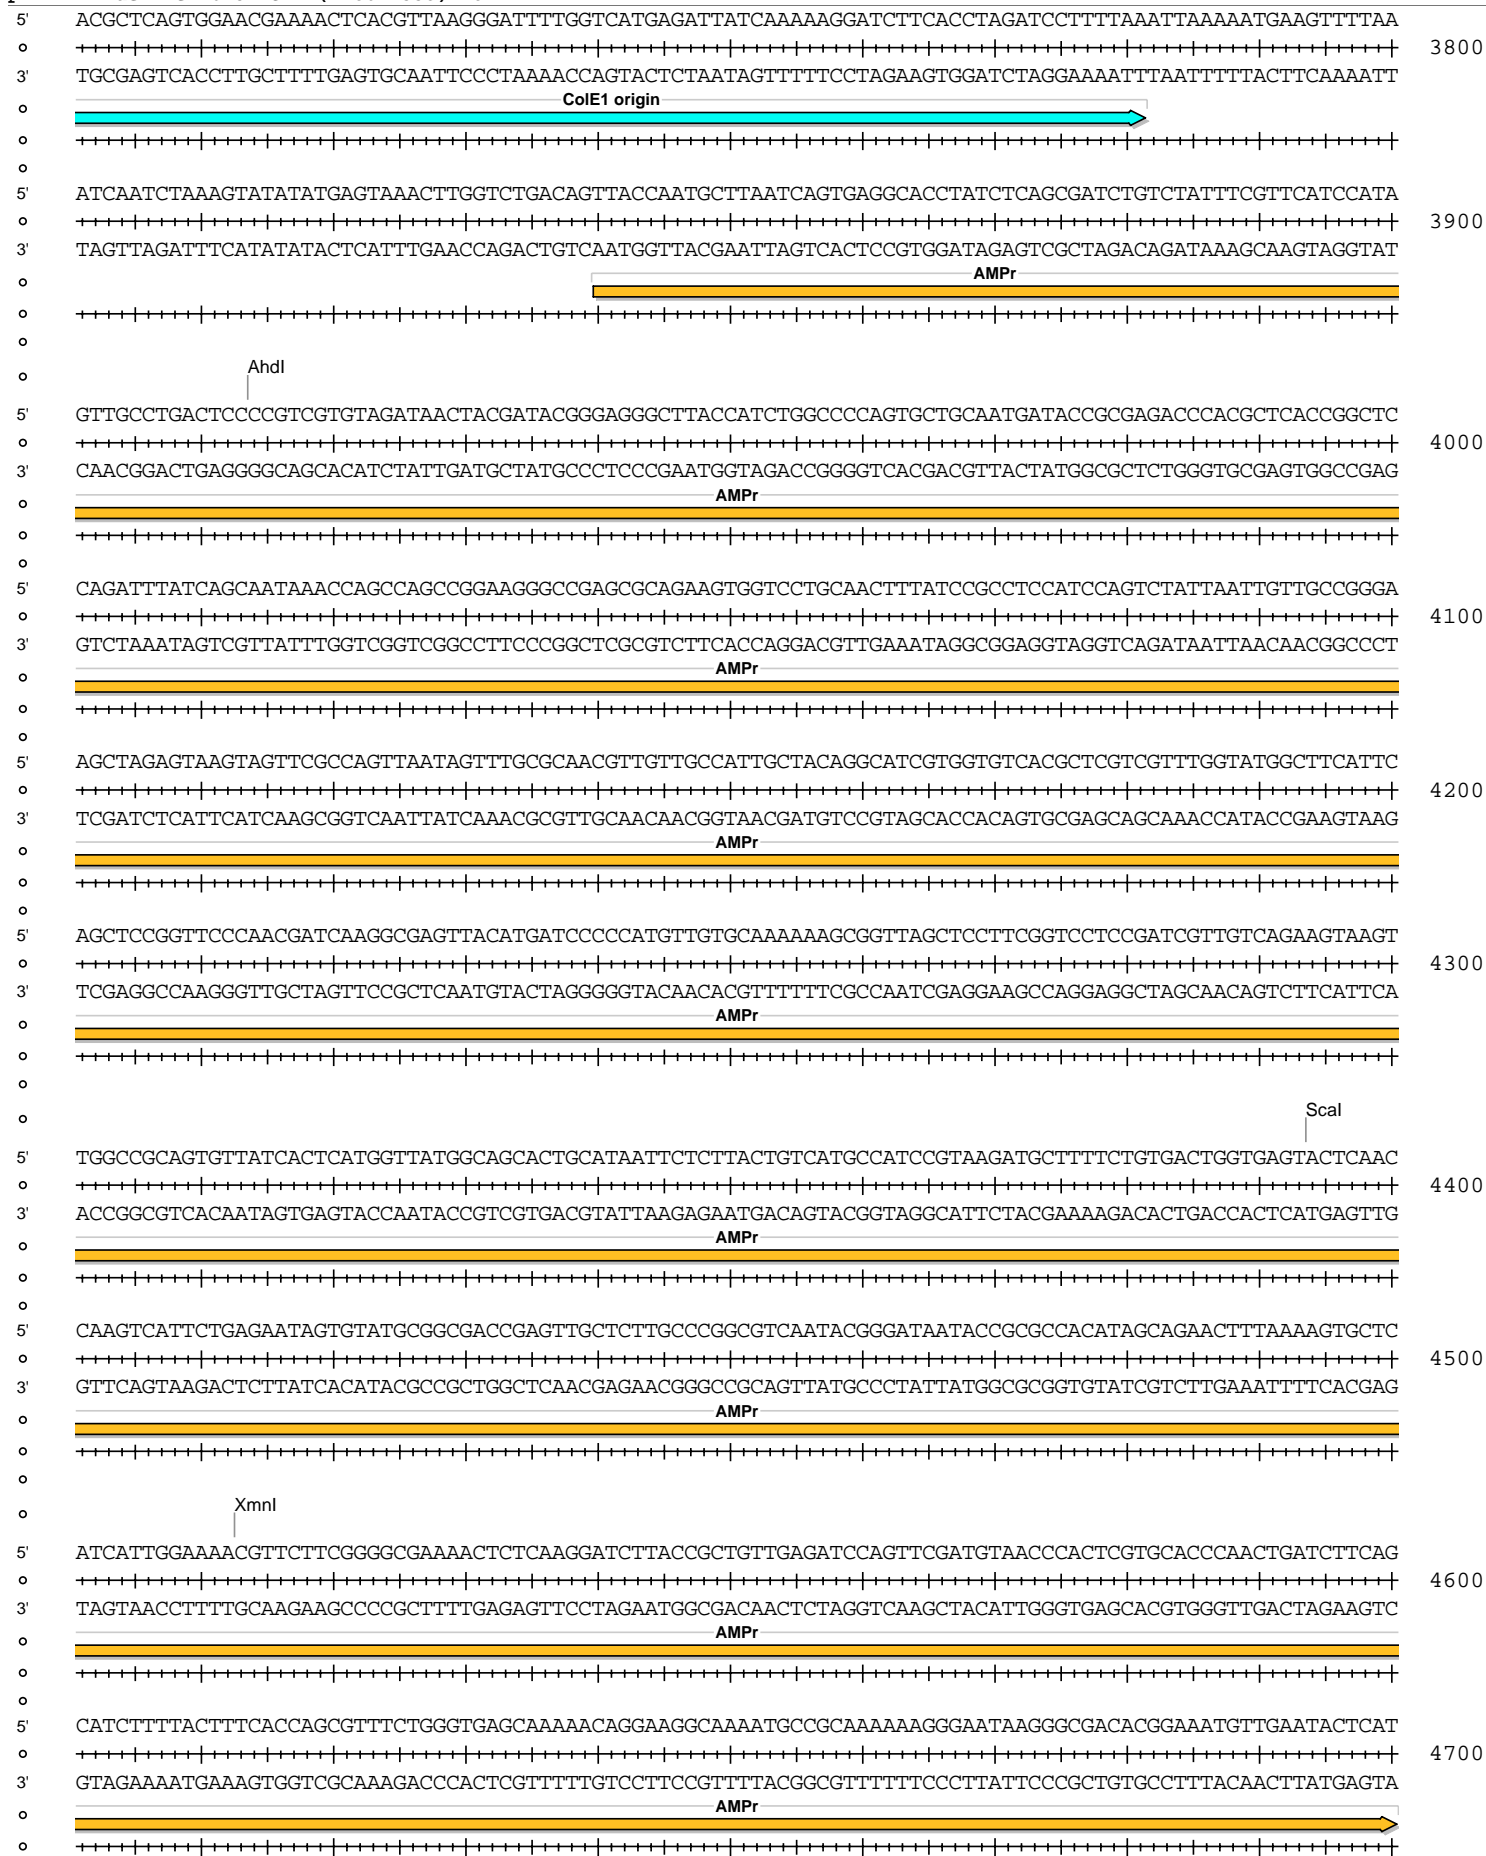 5' ACGCTCAGTGGAACGAAAACTCACGTTAAGGGATTTTGGTCATGAGATTATCAAAAAGGATCTTCACCTAGATCCTTTTAAATTAAAAATGAAGTTTTAA
3800
3' TGCGAGTCACCTTGCTTTTGAGTGCAATTCCCTAAAACCAGTACTCTAATAGTTTTTCCTAGAAGTGGATCTAGGAAAATTTAATTTTTACTTCAAAATT
ColE1 origin
5' ATCAATCTAAAGTATATATGAGTAAACTTGGTCTGACAGTTACCAATGCTTAATCAGTGAGGCACCTATCTCAGCGATCTGTCTATTTCGTTCATCCATA
3900
3' TAGTTAGATTTCATATATACTCATTTGAACCAGACTGTCAATGGTTACGAATTAGTCACTCCGTGGATAGAGTCGCTAGACAGATAAAGCAAGTAGGTAT
AMPr
AhdI
5' GTTGCCTGACTCCCCGTCGTGTAGATAACTACGATACGGGAGGGCTTACCATCTGGCCCCAGTGCTGCAATGATACCGCGAGACCCACGCTCACCGGCTC
4000
3' CAACGGACTGAGGGGCAGCACATCTATTGATGCTATGCCCTCCCGAATGGTAGACCGGGGTCACGACGTTACTATGGCGCTCTGGGTGCGAGTGGCCGAG
AMPr
5' CAGATTTATCAGCAATAAACCAGCCAGCCGGAAGGGCCGAGCGCAGAAGTGGTCCTGCAACTTTATCCGCCTCCATCCAGTCTATTAATTGTTGCCGGGA
4100
3' GTCTAAATAGTCGTTATTTGGTCGGTCGGCCTTCCCGGCTCGCGTCTTCACCAGGACGTTGAAATAGGCGGAGGTAGGTCAGATAATTAACAACGGCCCT
AMPr
5' AGCTAGAGTAAGTAGTTCGCCAGTTAATAGTTTGCGCAACGTTGTTGCCATTGCTACAGGCATCGTGGTGTCACGCTCGTCGTTTGGTATGGCTTCATTC
4200
3' TCGATCTCATTCATCAAGCGGTCAATTATCAAACGCGTTGCAACAACGGTAACGATGTCCGTAGCACCACAGTGCGAGCAGCAAACCATACCGAAGTAAG
AMPr
5' AGCTCCGGTTCCCAACGATCAAGGCGAGTTACATGATCCCCCATGTTGTGCAAAAAAGCGGTTAGCTCCTTCGGTCCTCCGATCGTTGTCAGAAGTAAGT
4300
3' TCGAGGCCAAGGGTTGCTAGTTCCGCTCAATGTACTAGGGGGTACAACACGTTTTTTCGCCAATCGAGGAAGCCAGGAGGCTAGCAACAGTCTTCATTCA
AMPr
ScaI
5' TGGCCGCAGTGTTATCACTCATGGTTATGGCAGCACTGCATAATTCTCTTACTGTCATGCCATCCGTAAGATGCTTTTCTGTGACTGGTGAGTACTCAAC
4400
3' ACCGGCGTCACAATAGTGAGTACCAATACCGTCGTGACGTATTAAGAGAATGACAGTACGGTAGGCATTCTACGAAAAGACACTGACCACTCATGAGTTG
AMPr
5' CAAGTCATTCTGAGAATAGTGTATGCGGCGACCGAGTTGCTCTTGCCCGGCGTCAATACGGGATAATACCGCGCCACATAGCAGAACTTTAAAAGTGCTC
4500
3' GTTCAGTAAGACTCTTATCACATACGCCGCTGGCTCAACGAGAACGGGCCGCAGTTATGCCCTATTATGGCGCGGTGTATCGTCTTGAAATTTTCACGAG
AMPr
XmnI
5' ATCATTGGAAAACGTTCTTCGGGGCGAAAACTCTCAAGGATCTTACCGCTGTTGAGATCCAGTTCGATGTAACCCACTCGTGCACCCAACTGATCTTCAG
4600
3' TAGTAACCTTTTGCAAGAAGCCCCGCTTTTGAGAGTTCCTAGAATGGCGACAACTCTAGGTCAAGCTACATTGGGTGAGCACGTGGGTTGACTAGAAGTC
AMPr
5' CATCTTTTACTTTCACCAGCGTTTCTGGGTGAGCAAAAACAGGAAGGCAAAATGCCGCAAAAAAGGGAATAAGGGCGACACGGAAATGTTGAATACTCAT
4700
3' GTAGAAAATGAAAGTGGTCGCAAAGACCCACTCGTTTTTGTCCTTCCGTTTTACGGCGTTTTTTCCCTTATTCCCGCTGTGCCTTTACAACTTATGAGTA
AMPr